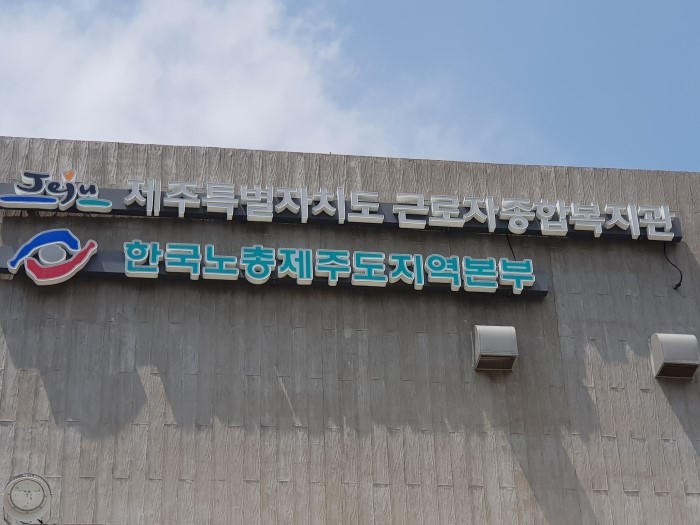 Jeju 제주특별자치도 근로자종합복지관
한국노총제주도지역본부